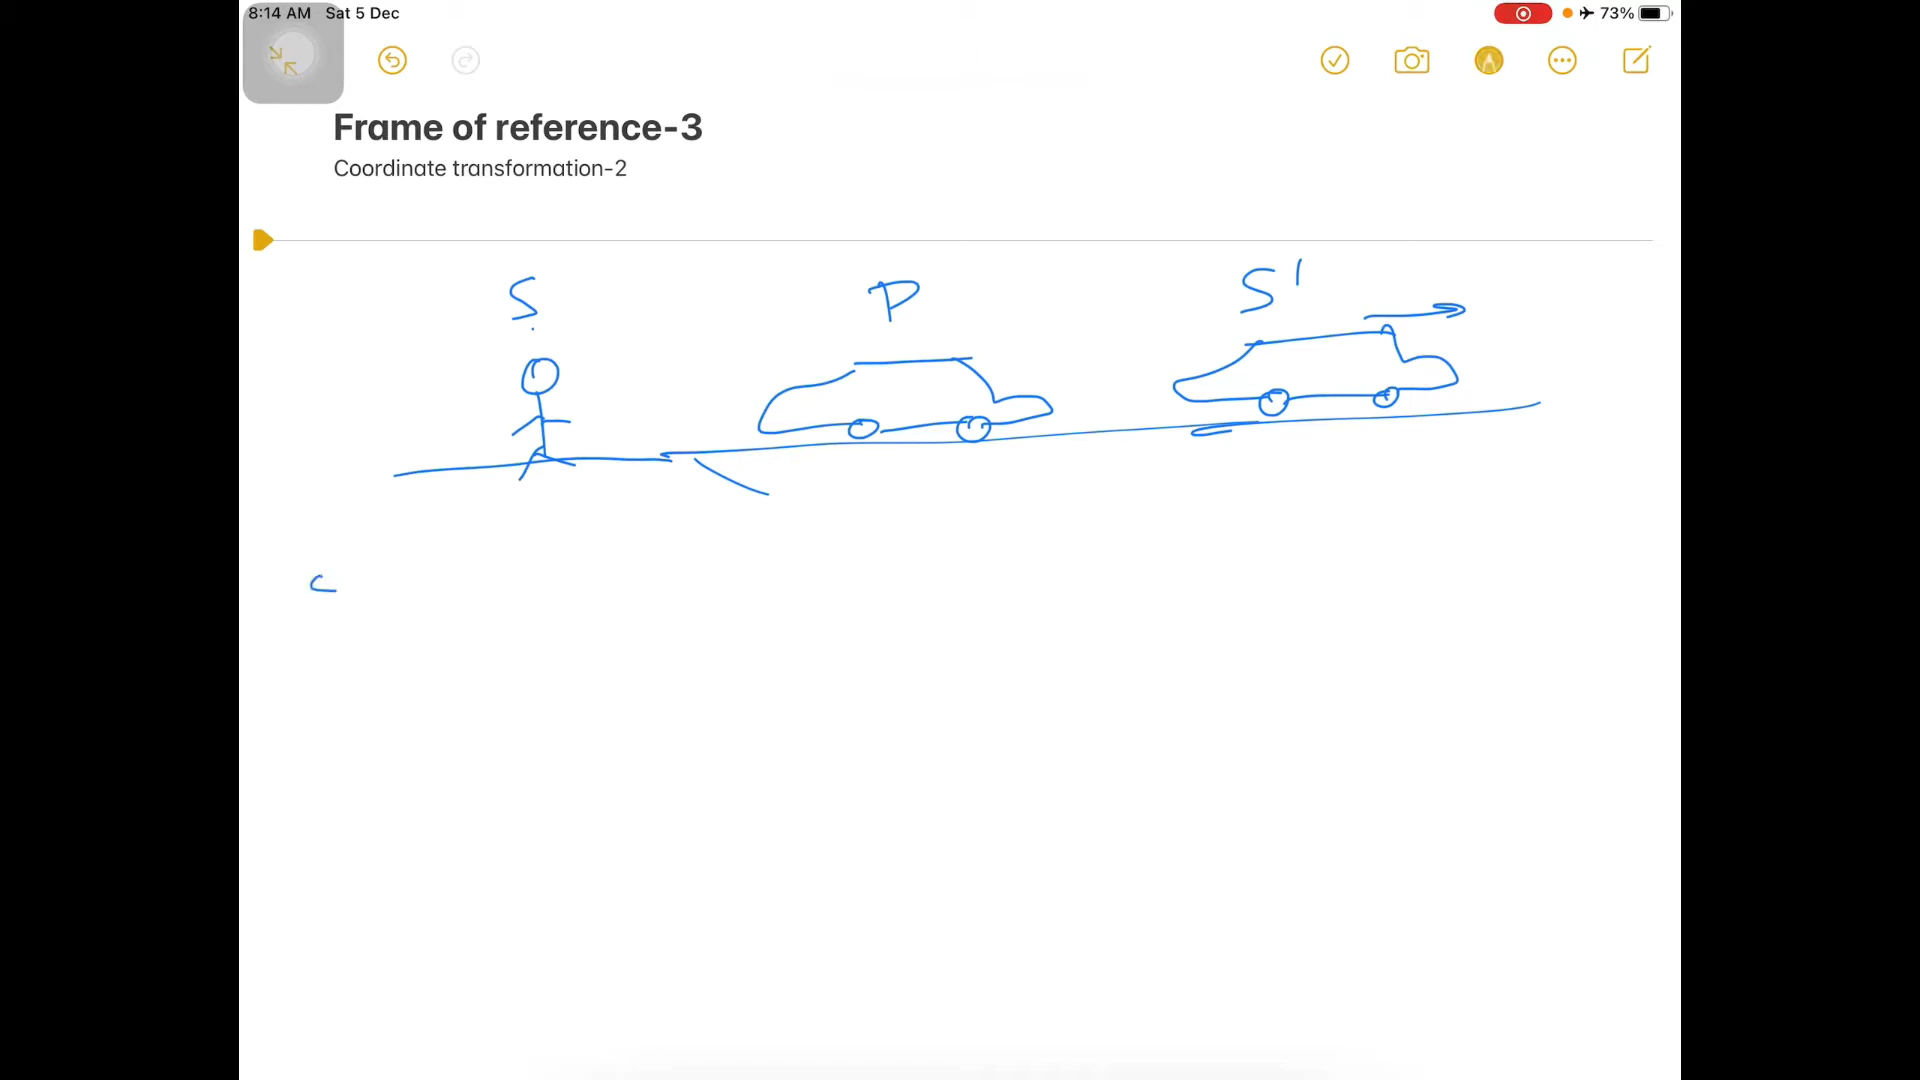 8:14 AM Sat 5 Dec
73%
Frame of reference-3
Coordinate transformation-2
S P S'